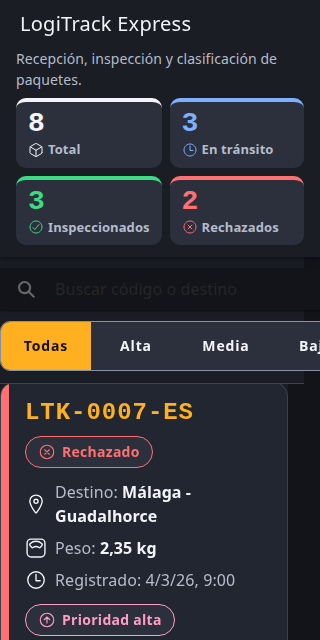 LogiTrack Express
Recepción, inspección y clasificación de
paquetes.
8
Total
3
En tránsito
3
Inspeccionados
2
Rechazados
Buscar código o destino
Todas Alta Media Baj
LTK-0007-ES
Rechazado
Destino: Málaga -
Guadalhorce
Peso: 2,35 kg
Registrado: 4/3/26, 9:00
Prioridad alta